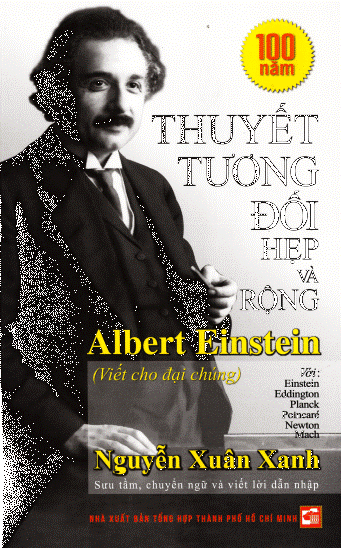 100
năm
THUYẾT
TƯƠNG
ĐỐI
HẸP
VÀ
RỘNG
Albert Einstein
(Viết cho đại chúng)
Với:
Einstein
Eddington
Planck
Poincaré
Newton
Mach
Nguyễn Xuân Xanh
Sưu tầm, chuyển ngữ và viết lời dẫn nhập
NHÀ XUẤT BẢN TỔNG HỢP THÀNH PHỐ HỒ CHÍ MINH